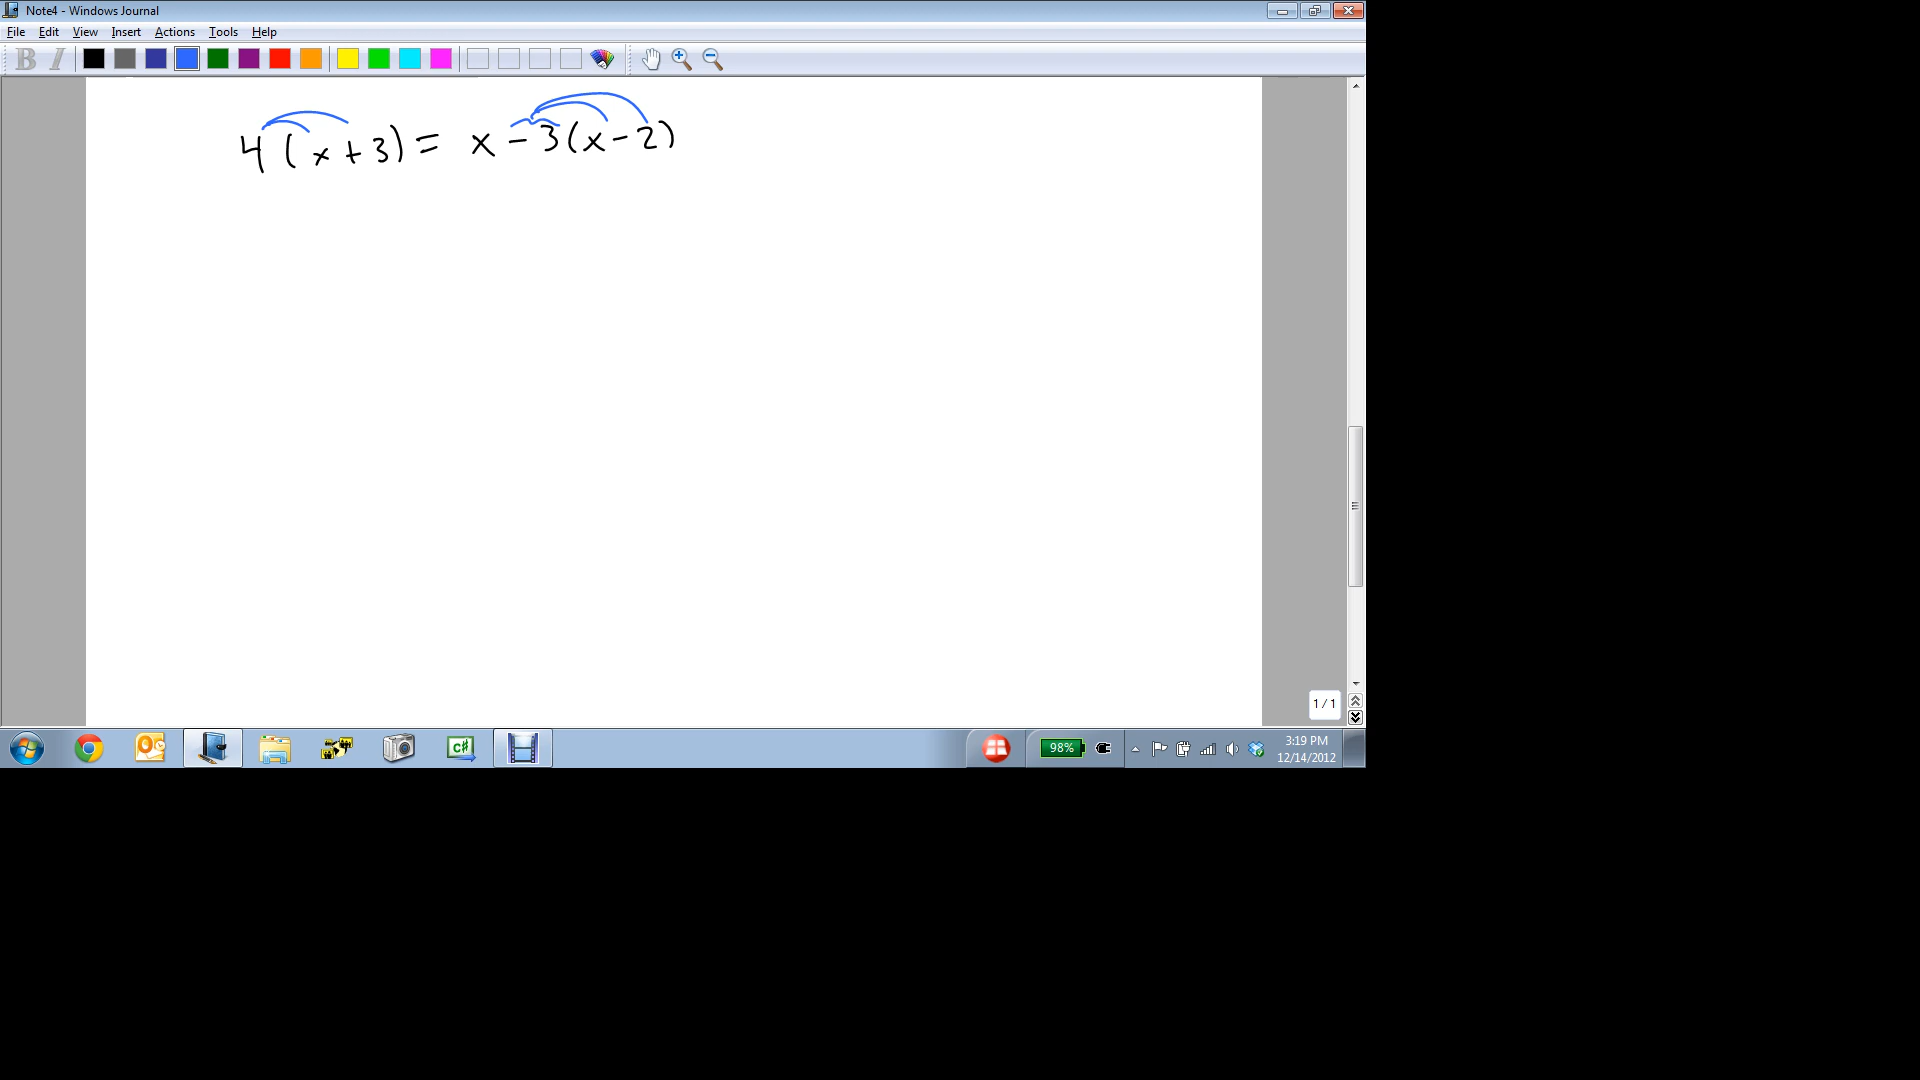 Note4 - Windows Journal
File Edit View Insert Actions Tools Help
B I
4(x+3)= x-3(x-2)
1 / 1
98%
3:19 PM
12/14/2012